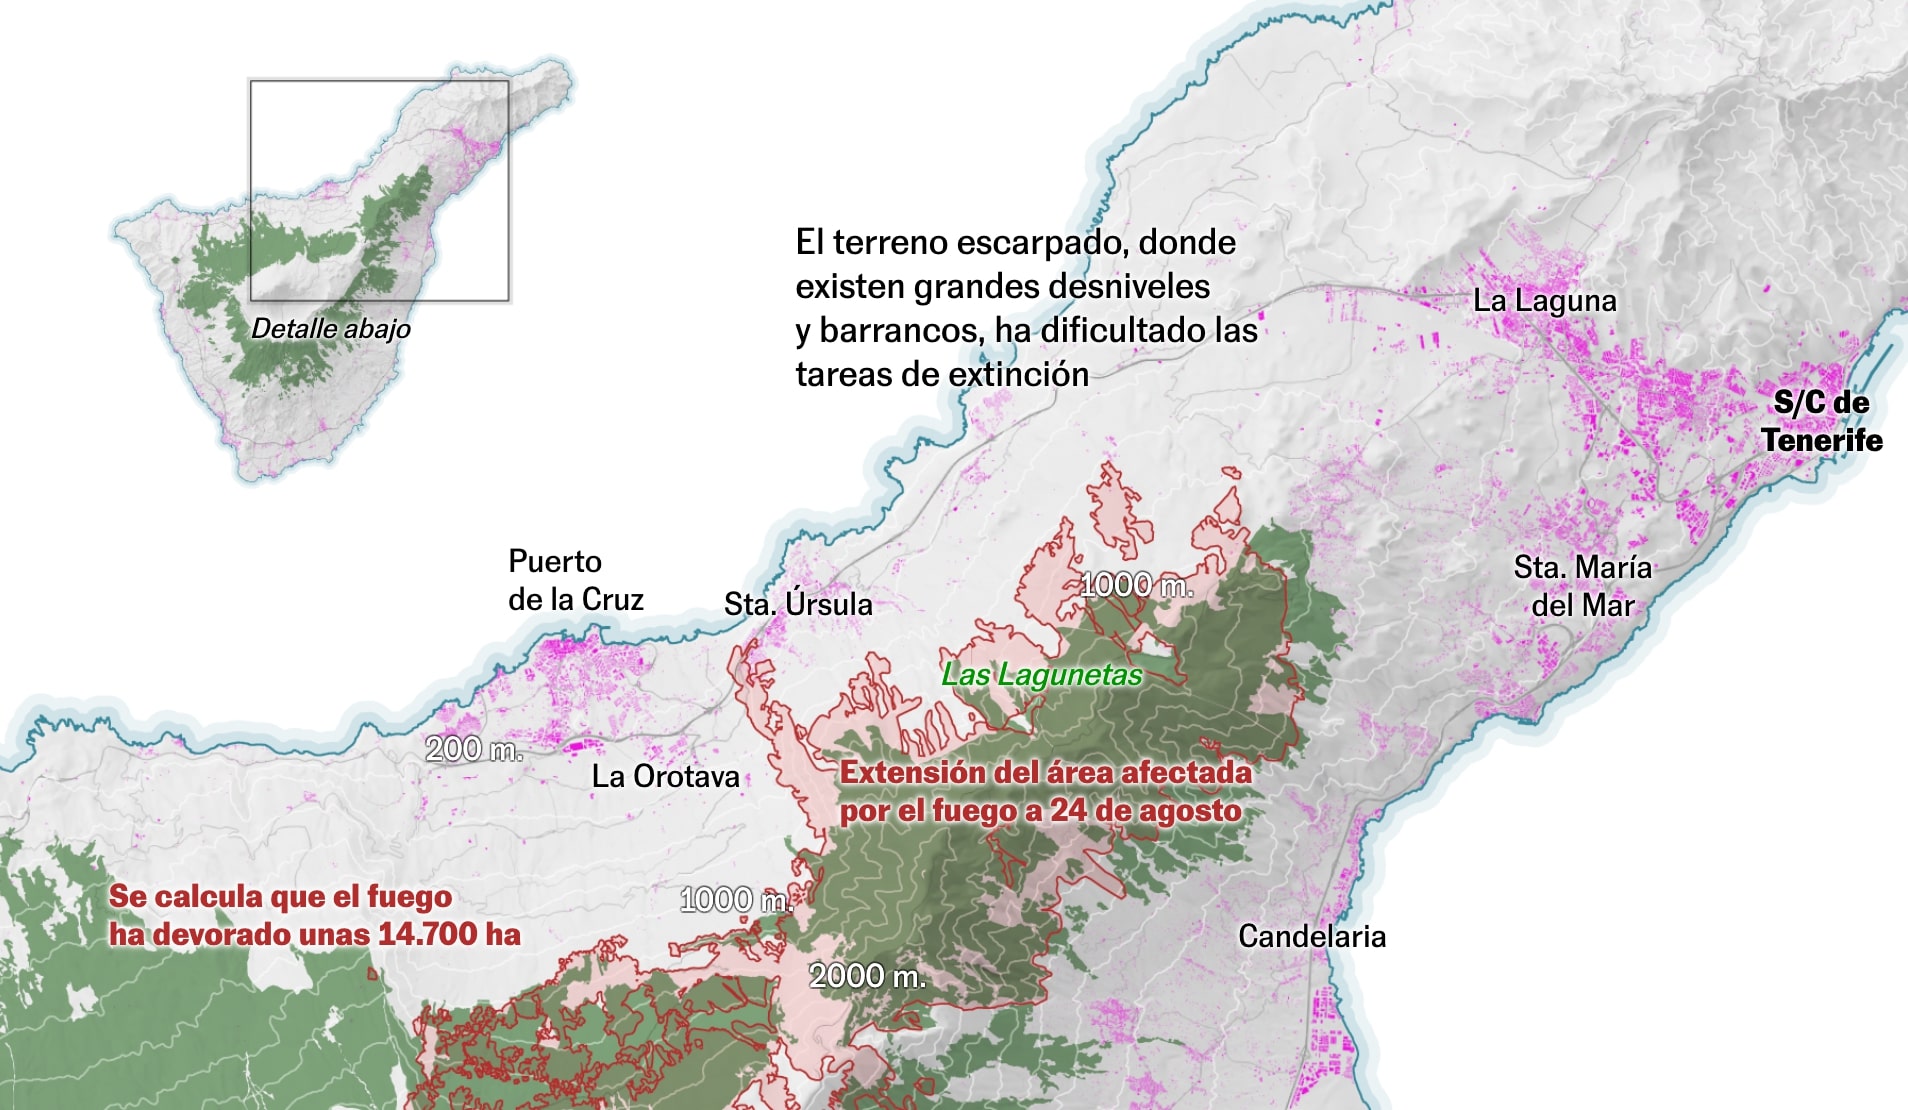 Detalle abajo
El terreno escarpado, donde
existen grandes desniveles
y barrancos, ha dificultado las
tareas de extinción
La Laguna
S/C de
Tenerife
Puerto
de la Cruz
Sta. Úrsula
1000 m.
Sta. María
del Mar
Las Lagunetas
200 m.
La Orotava
Extensión del área afectada
por el fuego a 24 de agosto
Se calcula que el fuego
ha devorado unas 14.700 ha
1000 m.
Candelaria
2000 m.